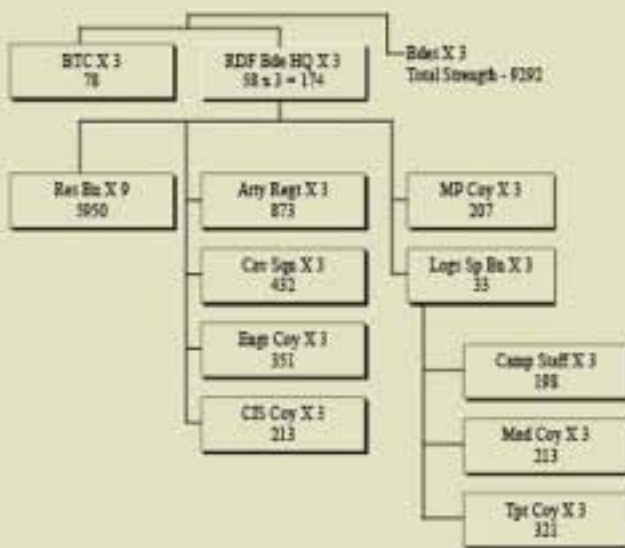 BTC X 3
78
RDF Bde HQ X 3
58 x 3 = 174
Bdes X 3
Total Strength - 9292
Res Bn X 9
5950
Arty Regt X 3
873
MP Coy X 3
207
Cav Sqn X 3
432
Logs Sp Bn X 3
33
Engr Coy X 3
351
Camp Staff X 3
198
CIS Coy X 3
213
Med Coy X 3
213
Tpt Coy X 3
321